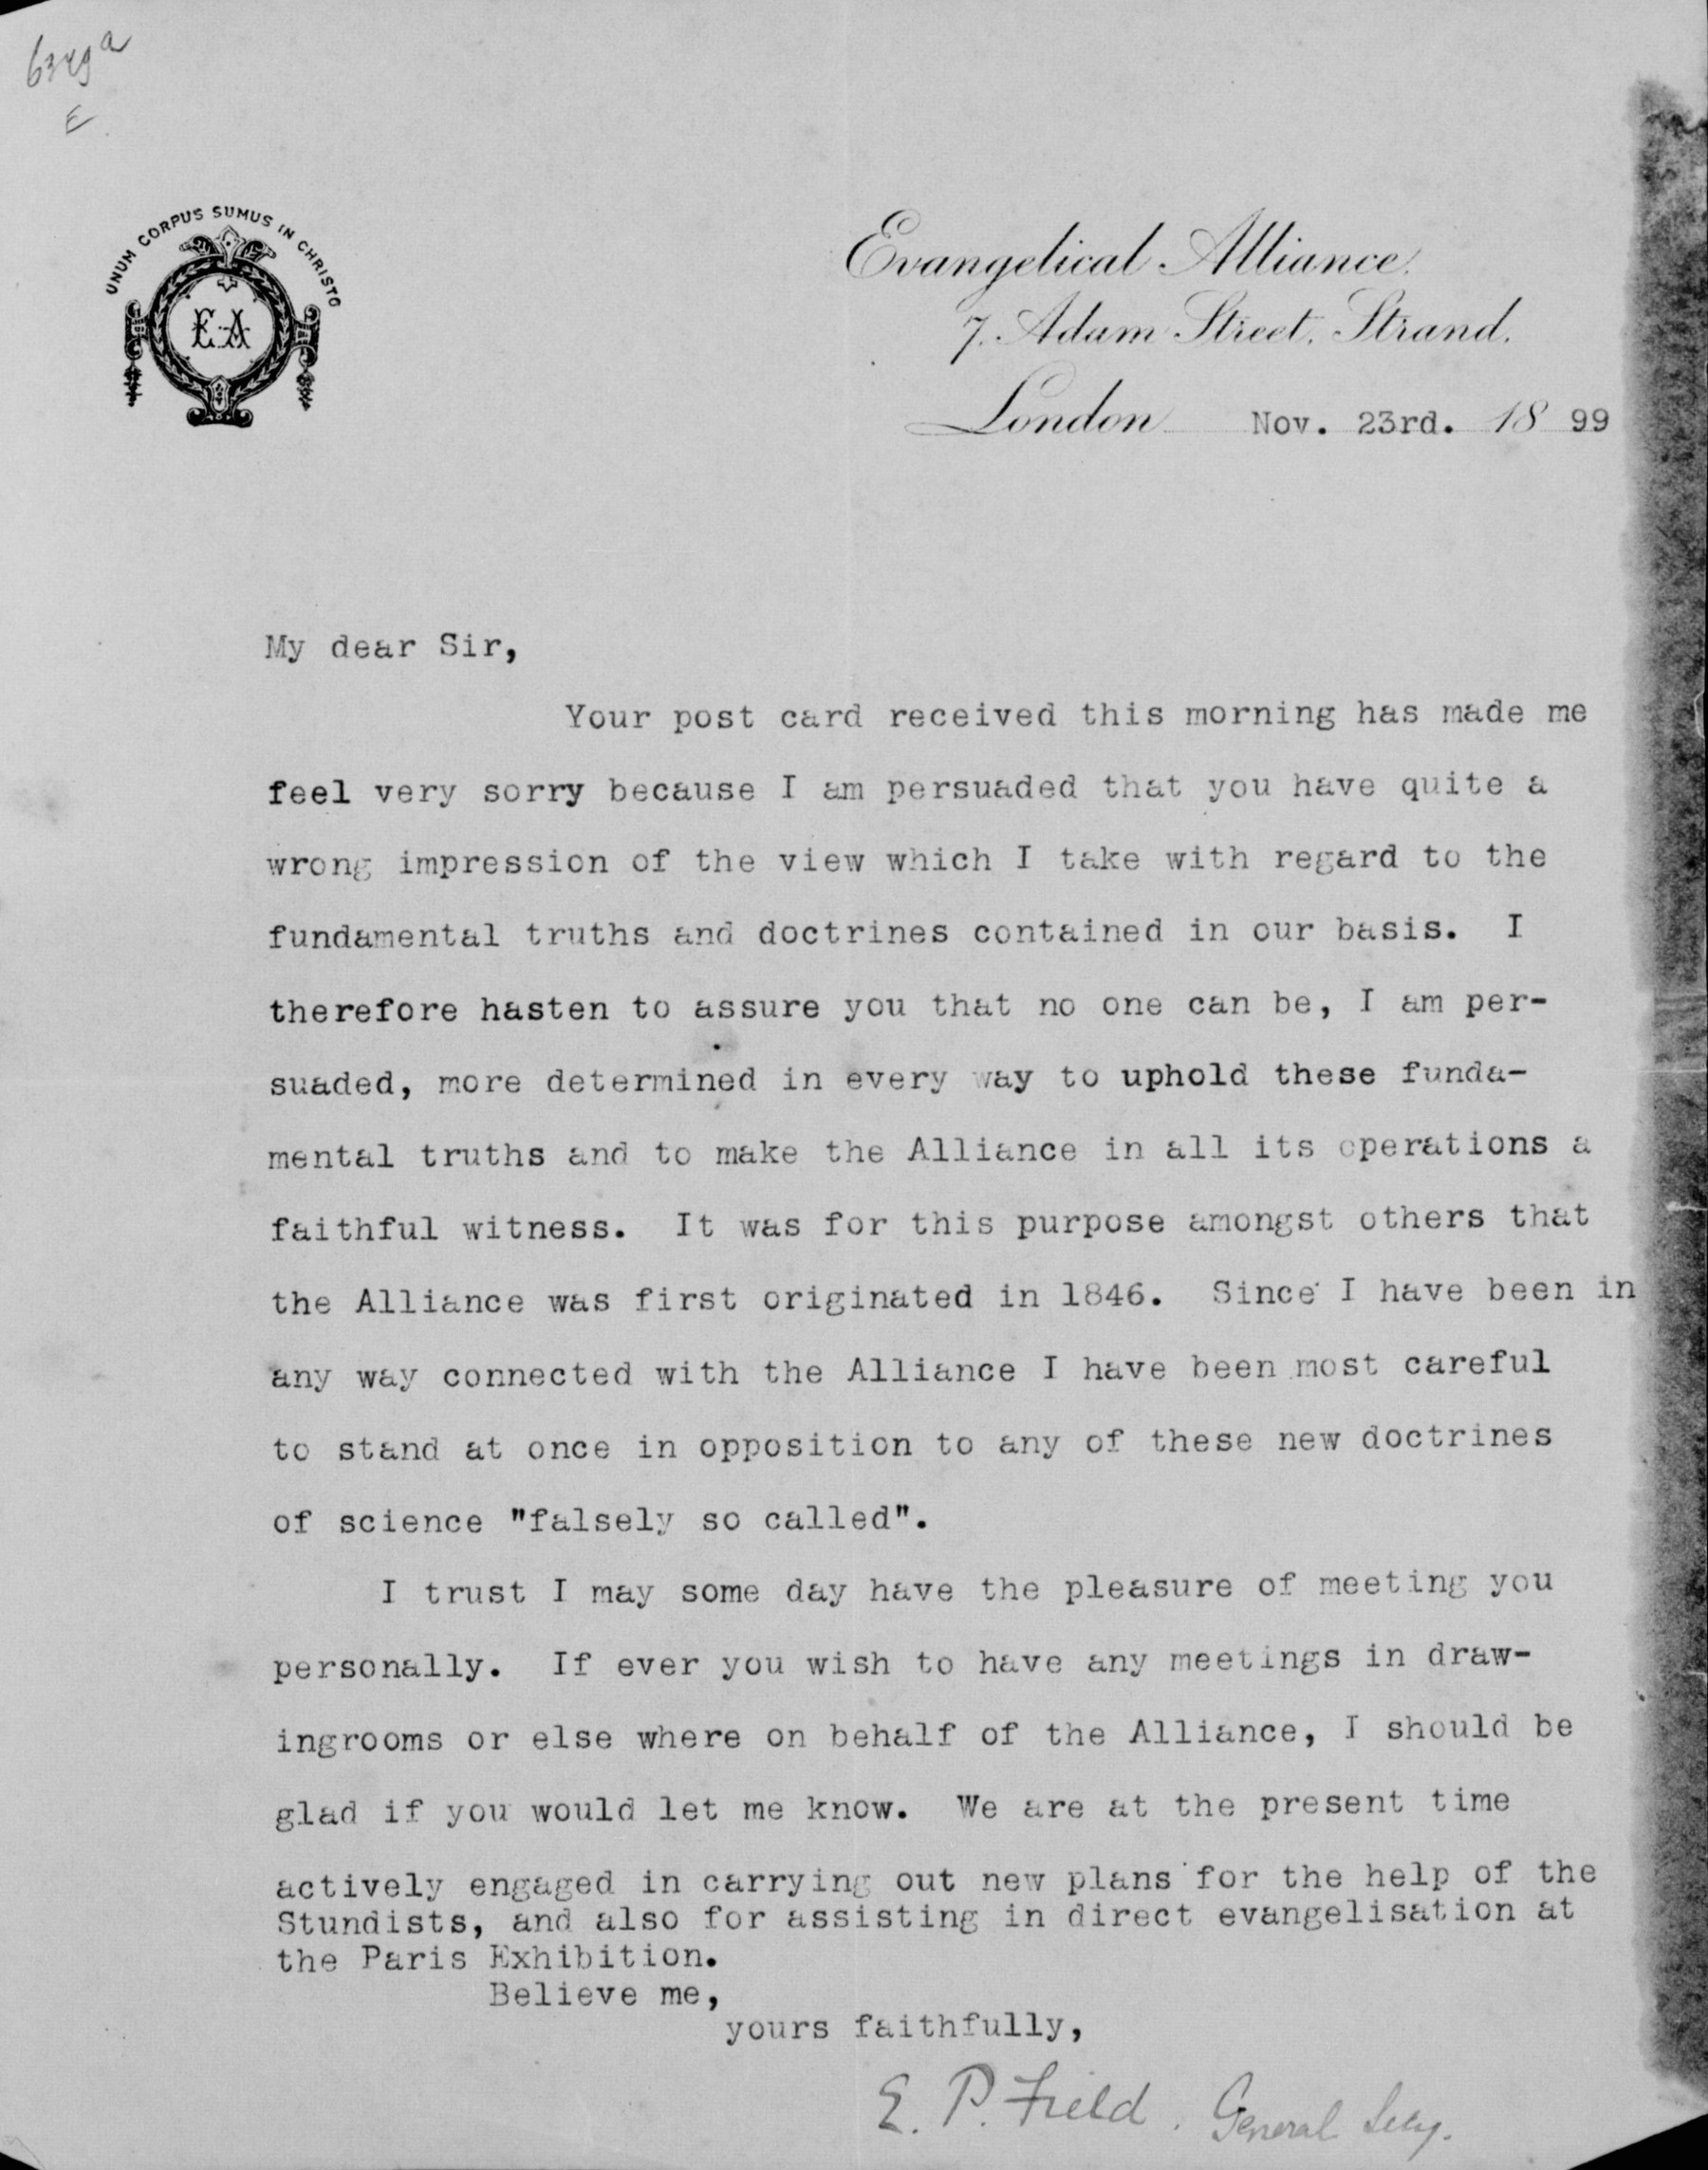 6349a
E
UNUM CORPUS SUMUS IN CHRISTO
EA
Evangelical Alliance.
7. Adam Street, Strand.
London Nov. 23rd. 18 99
My dear Sir,
Your post card received this morning has made me
feel very sorry because I am persuaded that you have quite a
wrong impression of the view which I take with regard to the
fundamental truths and doctrines contained in our basis. I
therefore hasten to assure you that no one can be, I am per-
suaded, more determined in every way to uphold these funda-
mental truths and to make the Alliance in all its operations a
faithful witness. It was for this purpose amongst others that
the Alliance was first originated in 1846. Since I have been in
any way connected with the Alliance I have been most careful
to stand at once in opposition to any of these new doctrines
of science "falsely so called".
I trust I may some day have the pleasure of meeting you
personally. If ever you wish to have any meetings in draw-
ingrooms or else where on behalf of the Alliance, I should be
glad if you would let me know. We are at the present time
actively engaged in carrying out new plans for the help of the
Stundists, and also for assisting in direct evangelisation at
the Paris Exhibition.
Believe me,
yours faithfully,
E. P. Field. General Secy.